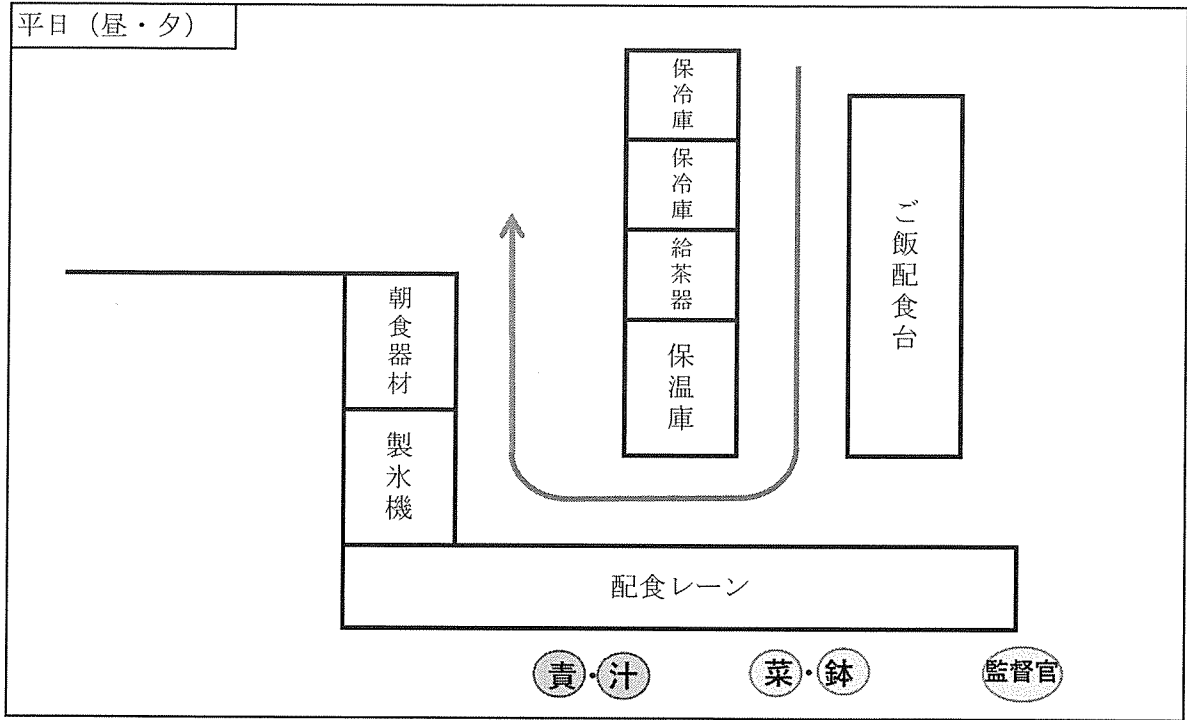 平日（昼・夕）
保冷庫
保冷庫
給茶器
保温庫
ご飯配食台
朝食器材
製氷機
配食レーン
責・汁
菜・鉢
監督官